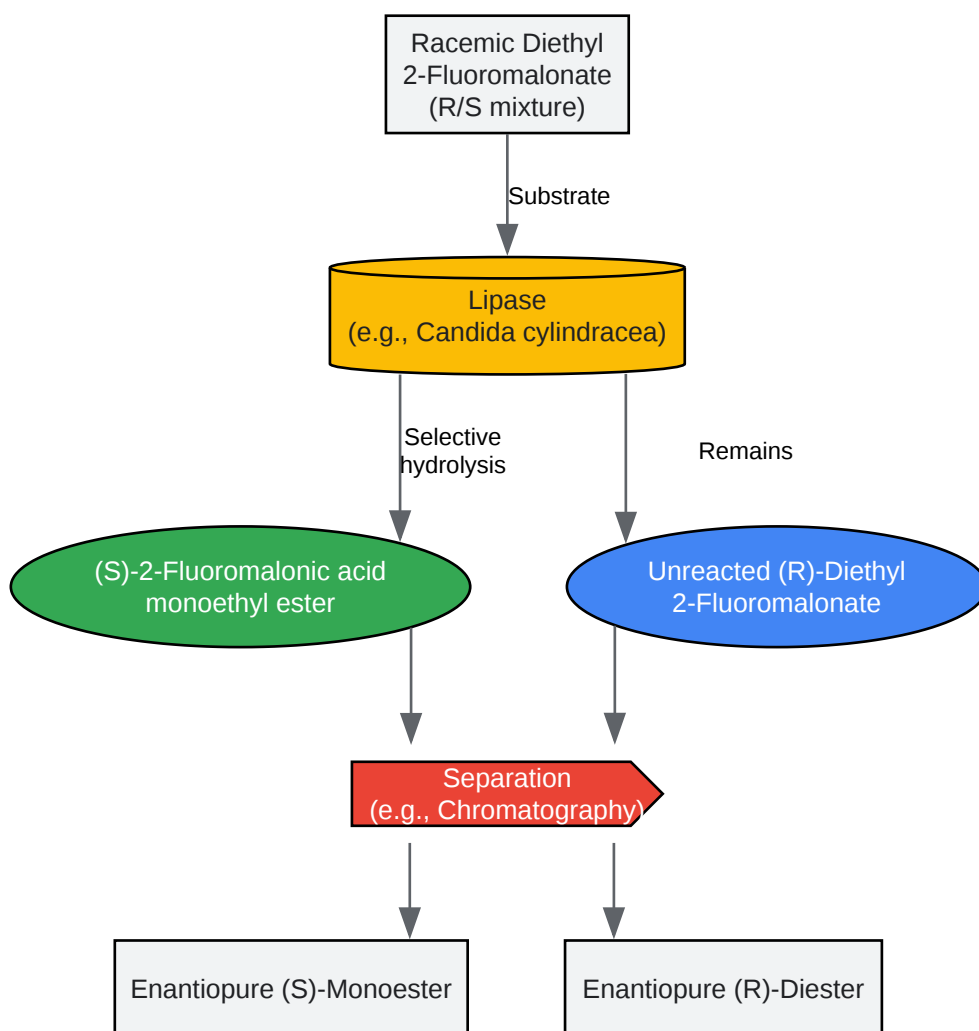 Racemic Diethyl
2-Fluoromalonate
(R/S mixture)
Substrate
Lipase
(e.g., Candida cylindracea)
Selective
hydrolysis
Remains
(S)-2-Fluoromalonic acid
monoethyl ester
Unreacted (R)-Diethyl
2-Fluoromalonate
Separation
(e.g., Chromatography)
Enantiopure (S)-Monoester
Enantiopure (R)-Diester